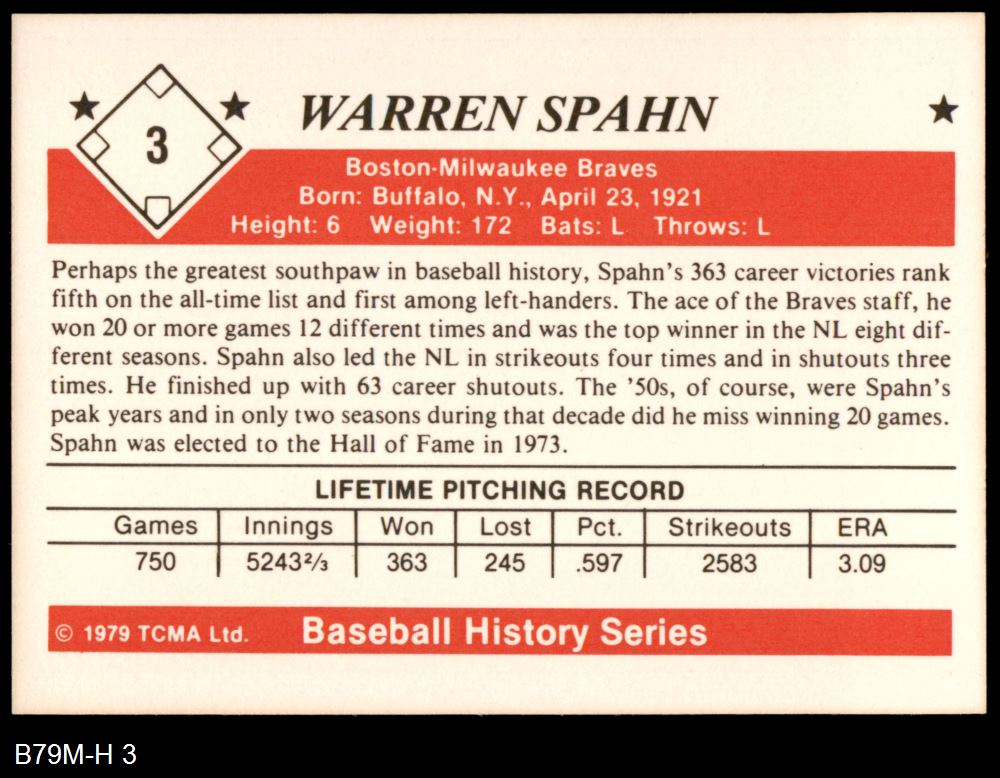 3
WARREN SPAHN
Boston-Milwaukee Braves
Born: Buffalo, N.Y., April 23, 1921
Height: 6 Weight: 172 Bats: L Throws: L
Perhaps the greatest southpaw in baseball history, Spahn's 363 career victories rank
fifth on the all-time list and first among left-handers. The ace of the Braves staff, he
won 20 or more games 12 different times and was the top winner in the NL eight dif-
ferent seasons. Spahn also led the NL in strikeouts four times and in shutouts three
times. He finished up with 63 career shutouts. The '50s, of course, were Spahn's
peak years and in only two seasons during that decade did he miss winning 20 games.
Spahn was elected to the Hall of Fame in 1973.
LIFETIME PITCHING RECORD
Games Innings Won Lost Pct. Strikeouts ERA
750 5243⅔ 363 245 .597 2583 3.09
© 1979 TCMA Ltd. Baseball History Series
B79M-H 3